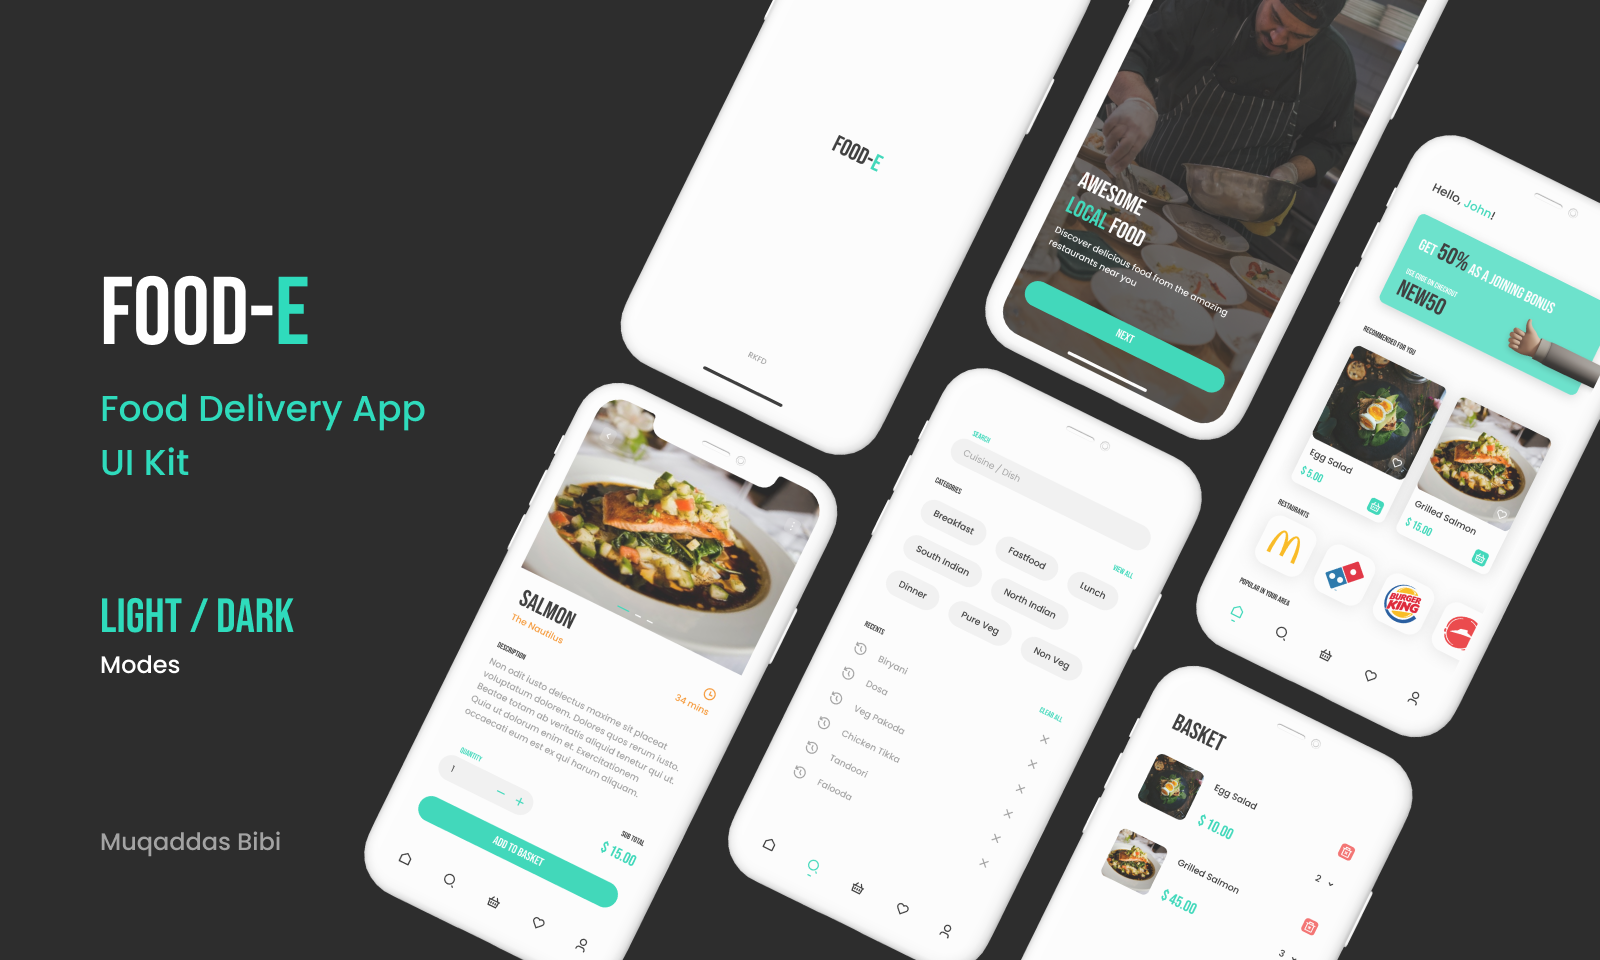 FOOD-E
Food Delivery App
UI Kit
LIGHT / DARK
Modes
Muqaddas Bibi
FOOD-E
RKFD
AWESOME
LOCAL FOOD
Discover delicious food from the amazing
restaurants near you
NEXT
Hello, John!
GET 50% AS A JOINING BONUS
USE CODE ON CHECKOUT
NEW50
RECOMMENDED FOR YOU
Egg Salad
$ 5.00
Grilled Salmon
$ 15.00
RESTAURANTS
BURGER
KING
POPULAR IN YOUR AREA
SALMON
The Nautilus
34 mins
DESCRIPTION
Non odit iusto delectus maxime sit placeat
voluptatum dolorem. Dolores quos rerum iusto.
Beatae totam ab veritatis aliquid tenetur qui ut.
Quia ut dolorum enim et. Exercitationem
occaecati eum est ex qui harum aliquam.
QUANTITY
1
SUB TOTAL
$ 15.00
ADD TO BASKET
SEARCH
Cuisine / Dish
CATEGORIES
VIEW ALL
Breakfast
Fastfood
Lunch
South Indian
North Indian
Dinner
Pure Veg
Non Veg
RECENTS
CLEAR ALL
Biryani
Dosa
Veg Pakoda
Chicken Tikka
Tandoori
Falooda
BASKET
Egg Salad
$ 10.00
2
Grilled Salmon
$ 45.00
3